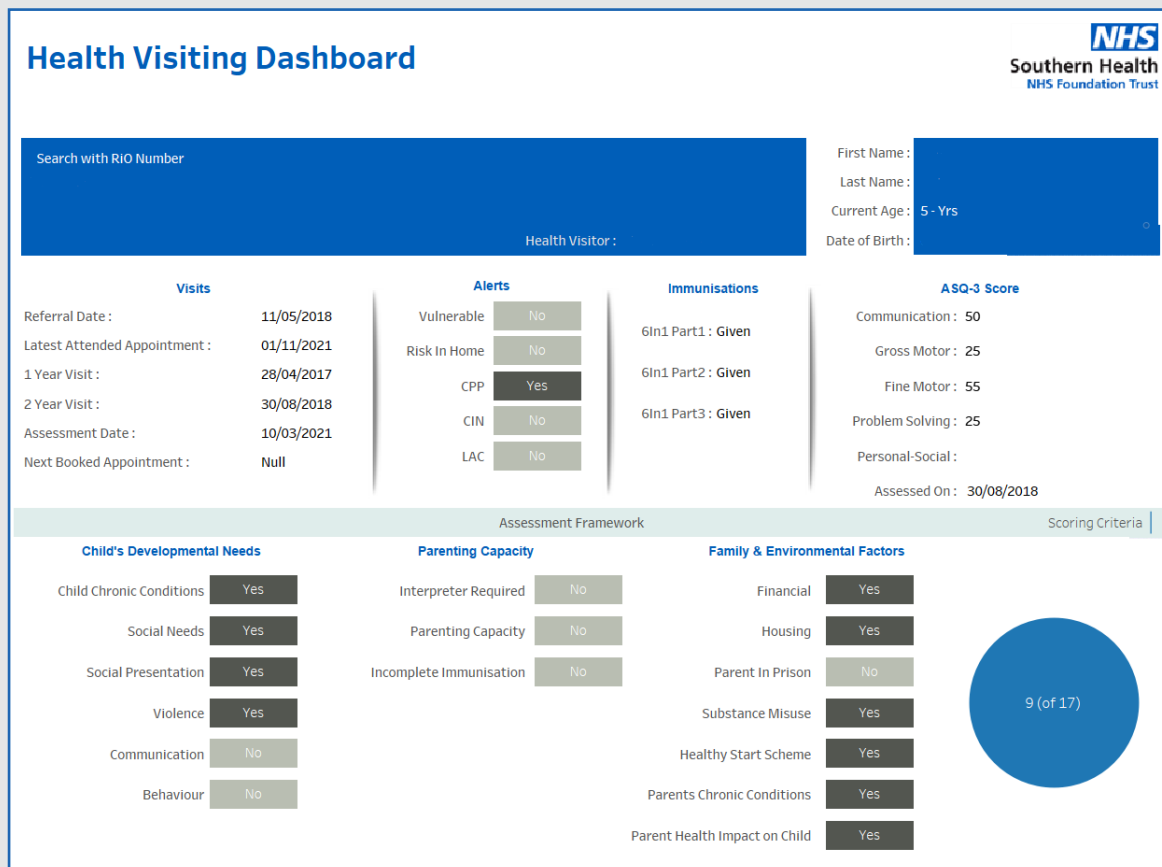 Health Visiting Dashboard
NHS
Southern Health
NHS Foundation Trust
Search with RiO Number
Health Visitor :
First Name :
Last Name :
Current Age : 5 - Yrs
Date of Birth :
Visits
Referral Date : 11/05/2018
Latest Attended Appointment : 01/11/2021
1 Year Visit : 28/04/2017
2 Year Visit : 30/08/2018
Assessment Date : 10/03/2021
Next Booked Appointment : Null
Alerts
Vulnerable No
Risk In Home No
CPP Yes
CIN No
LAC No
Immunisations
6In1 Part1 : Given
6In1 Part2 : Given
6In1 Part3 : Given
ASQ-3 Score
Communication : 50
Gross Motor : 25
Fine Motor : 55
Problem Solving : 25
Personal-Social :
Assessed On : 30/08/2018
Assessment Framework
Scoring Criteria
Child's Developmental Needs
Child Chronic Conditions Yes
Social Needs Yes
Social Presentation Yes
Violence Yes
Communication No
Behaviour No
Parenting Capacity
Interpreter Required No
Parenting Capacity No
Incomplete Immunisation No
Family & Environmental Factors
Financial Yes
Housing Yes
Parent In Prison No
Substance Misuse Yes
Healthy Start Scheme Yes
Parents Chronic Conditions Yes
Parent Health Impact on Child Yes
9 (of 17)